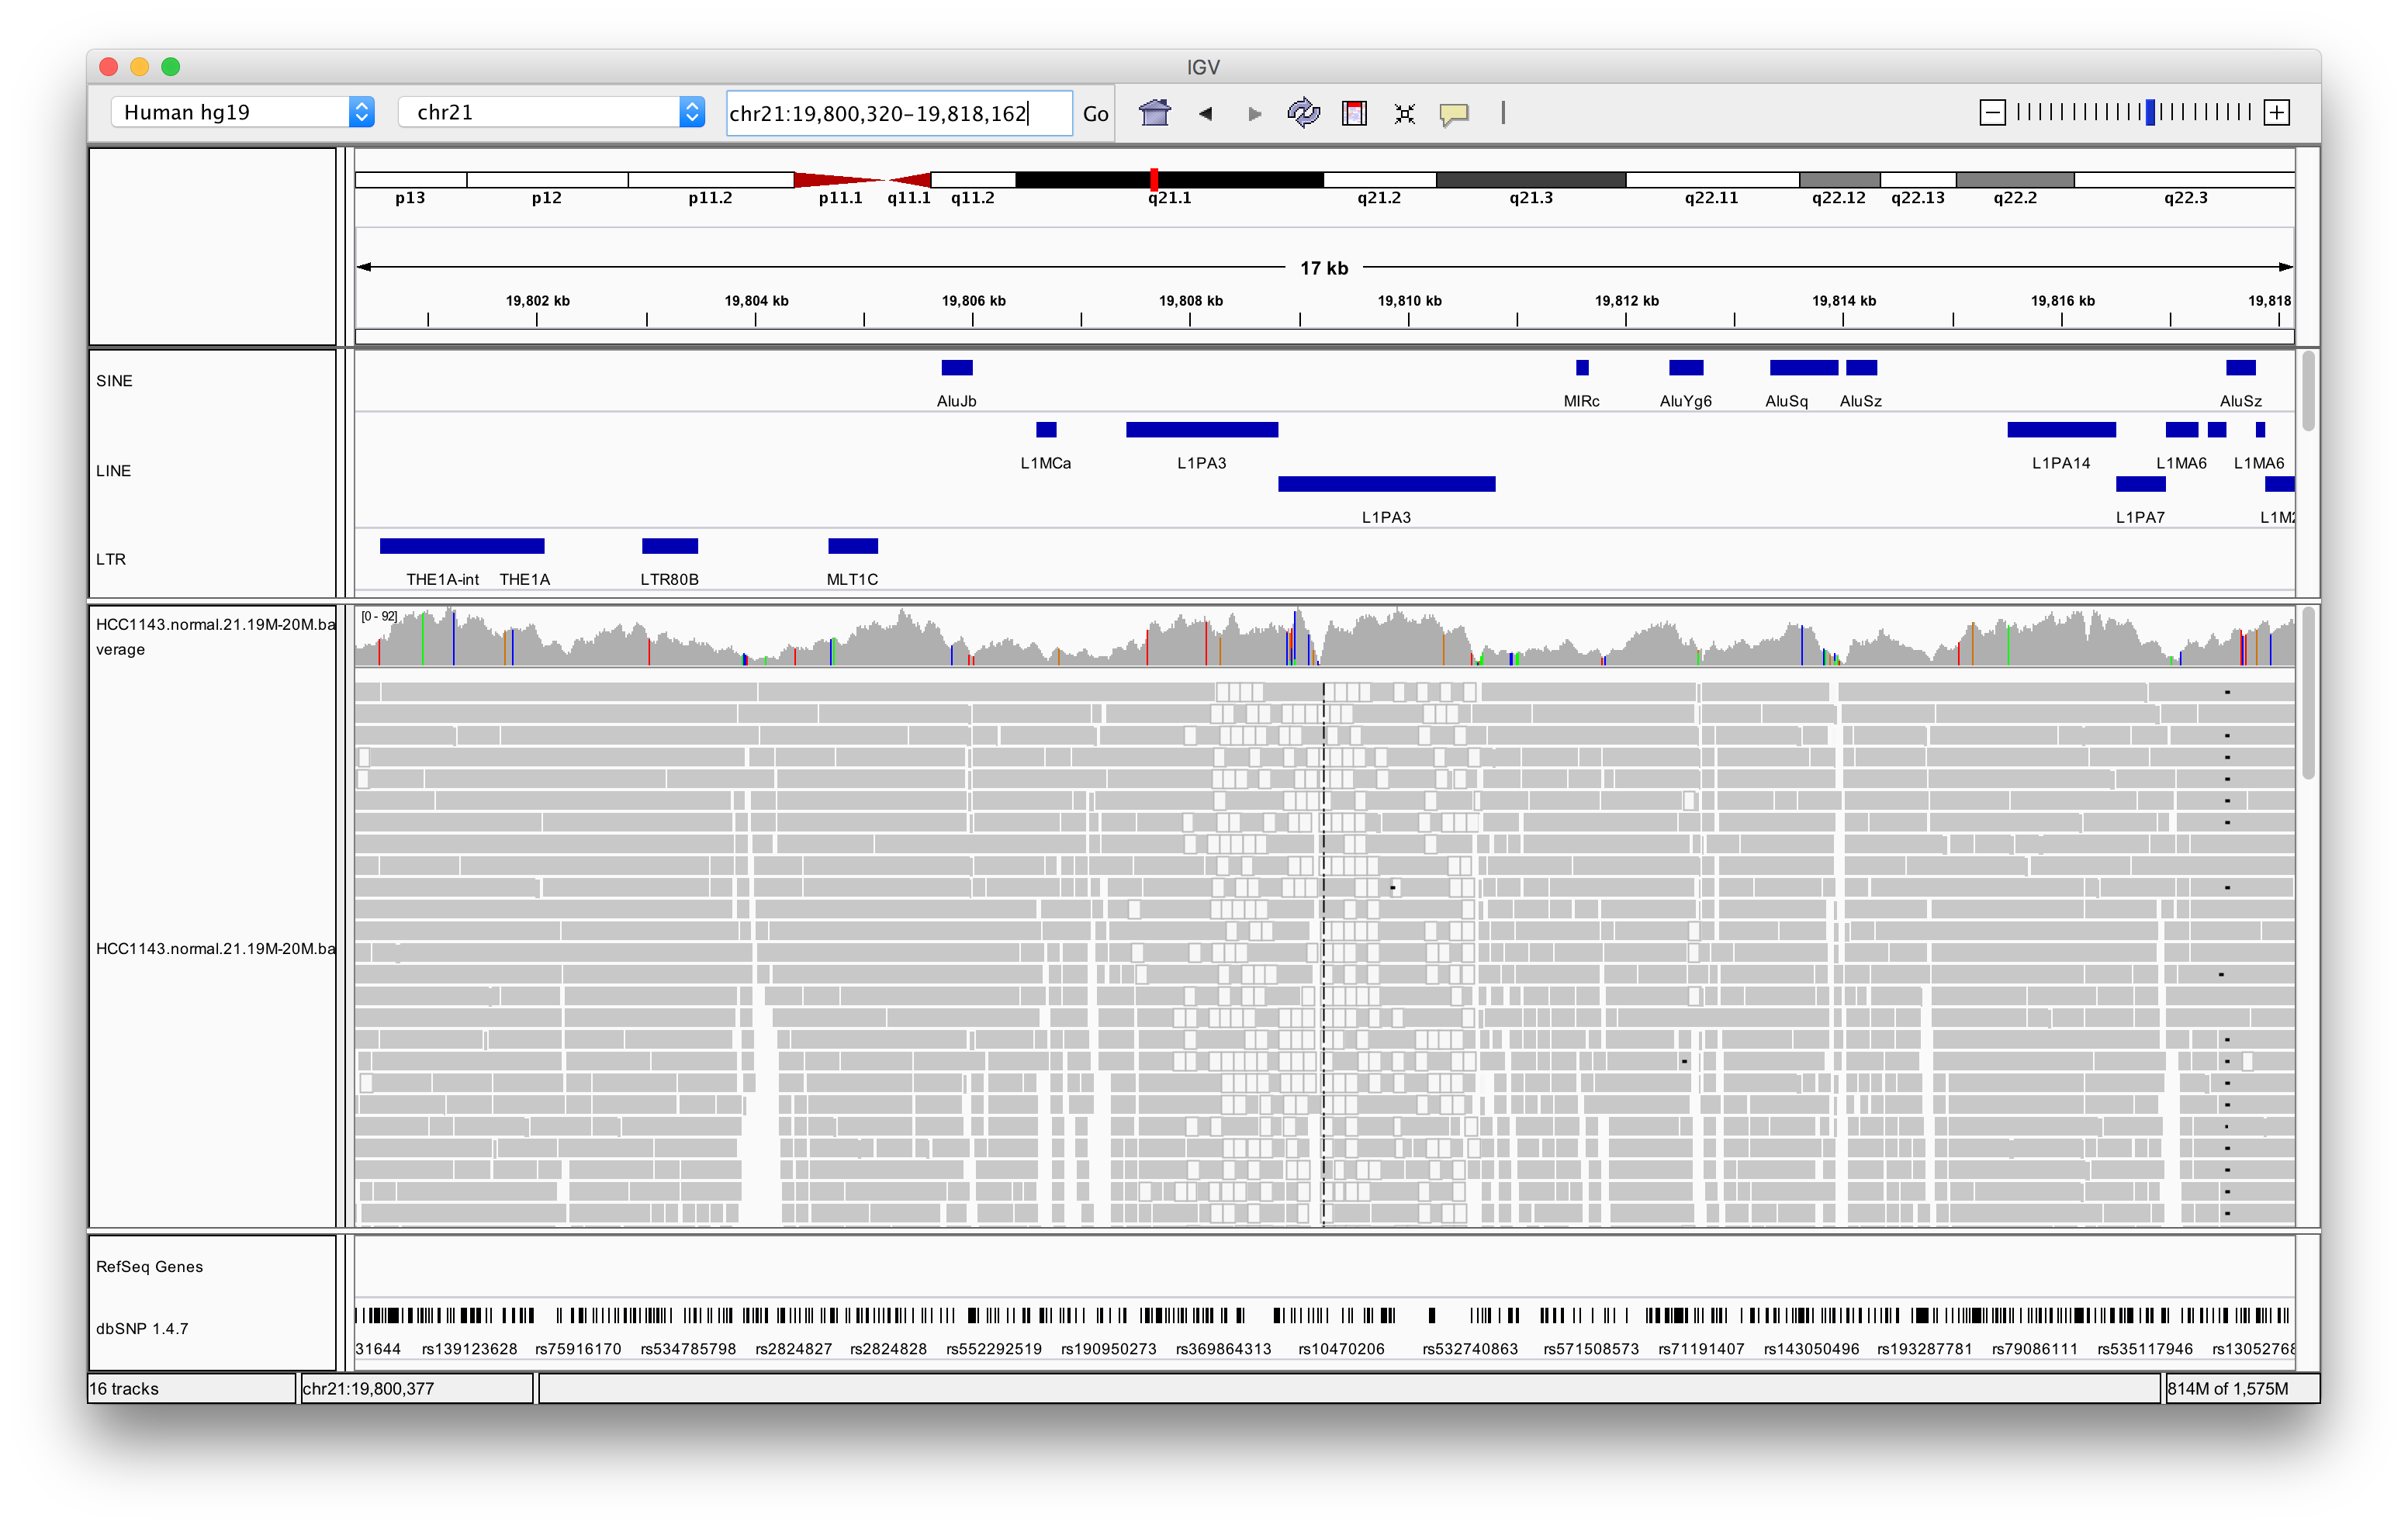 IGV
Human hg19 chr21 chr21:19,800,320-19,818,162 Go
p13 p12 p11.2 p11.1 q11.1 q11.2 q21.1 q21.2 q21.3 q22.11 q22.12 q22.13 q22.2 q22.3
17 kb
19,802 kb 19,804 kb 19,806 kb 19,808 kb 19,810 kb 19,812 kb 19,814 kb 19,816 kb 19,818
SINE
AluJb MIRc AluYg6 AluSq AluSz AluSz
L1MCa L1PA3 L1PA14 L1MA6 L1MA6
LINE
L1PA3 L1PA7 L1M2
LTR
THE1A-int THE1A LTR80B MLT1C
[0 - 92]
HCC1143.normal.21.19M-20M.ba
verage
HCC1143.normal.21.19M-20M.ba
RefSeq Genes
dbSNP 1.4.7
31644 rs139123628 rs75916170 rs534785798 rs2824827 rs2824828 rs552292519 rs190950273 rs369864313 rs10470206 rs532740863 rs571508573 rs71191407 rs143050496 rs193287781 rs79086111 rs535117946 rs13052768
16 tracks chr21:19,800,377 814M of 1,575M